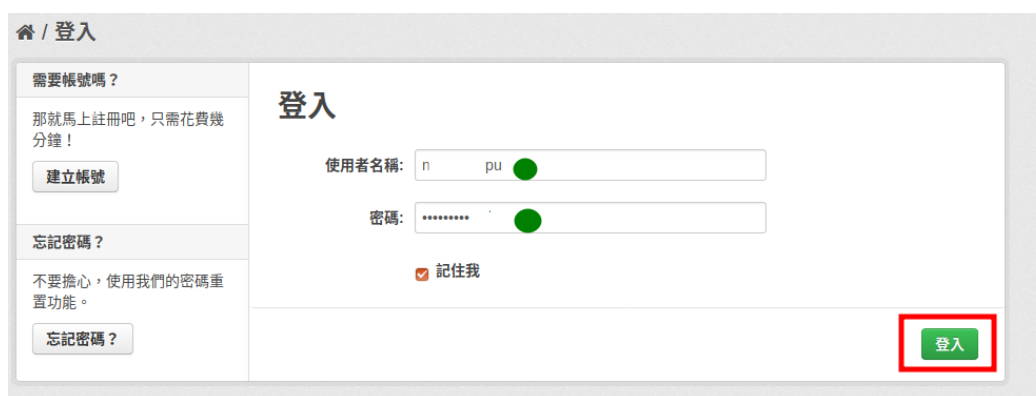 / 登入
需要帳號嗎？
那就馬上註冊吧，只需花費幾
分鐘！
建立帳號
忘記密碼？
不要擔心，使用我們的密碼重
置功能。
忘記密碼？
登入
使用者名稱: n pu
密碼: •••••••••
記住我
登入